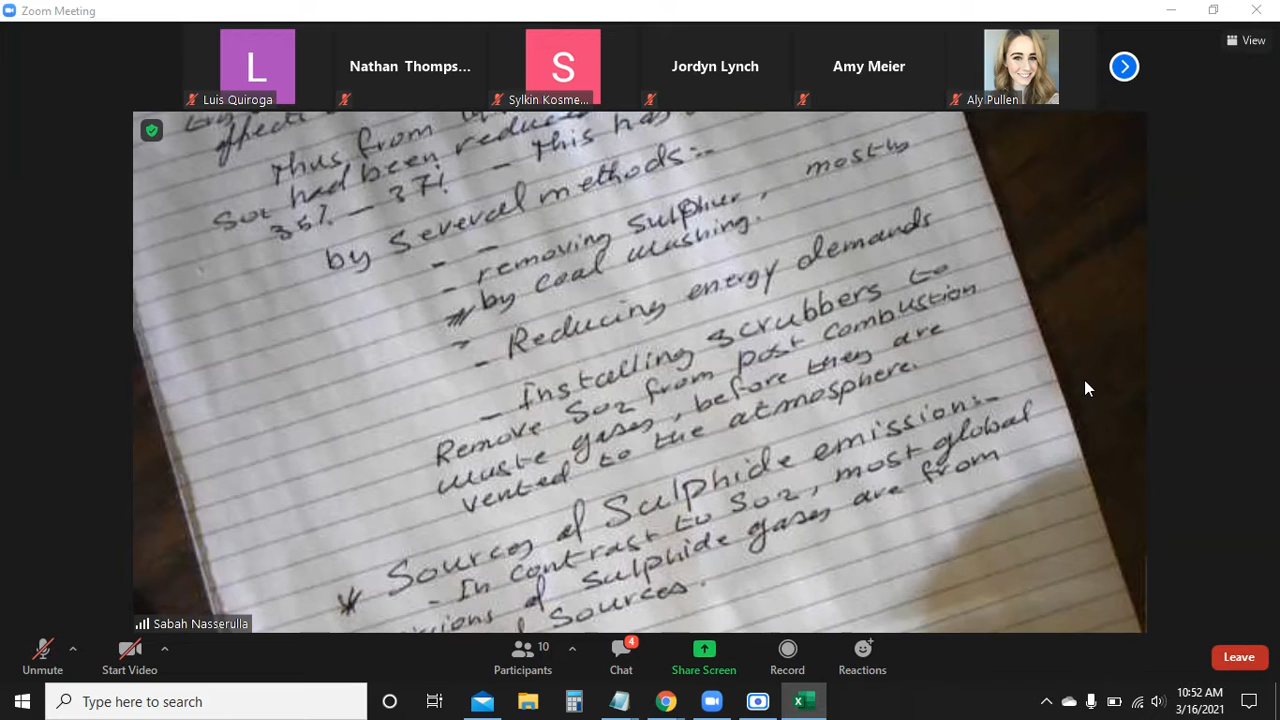 Zoom Meeting
View
L
Luis Quiroga
Nathan Thomps...
S
Sylkin Kosme...
Jordyn Lynch
Amy Meier
Aly Pullen
effect
Thus, from
SO2 had been reduced
35% - 37% - This has
by Several methods:-
- removing sulphur, mostly
by coal washing.
- Reducing energy demands
- Installing scrubbers to
Remove SO2 from post combustion
waste gases, before they are
vented to the atmosphere.
* Sources of Sulphide emission:-
- In contrast to SO2, most global
of Sulphide gases are from
Sources.
Sabah Nasserulla
Unmute
Start Video
10
Participants
4
Chat
Share Screen
Record
Reactions
Leave
Type here to search
10:52 AM
3/16/2021